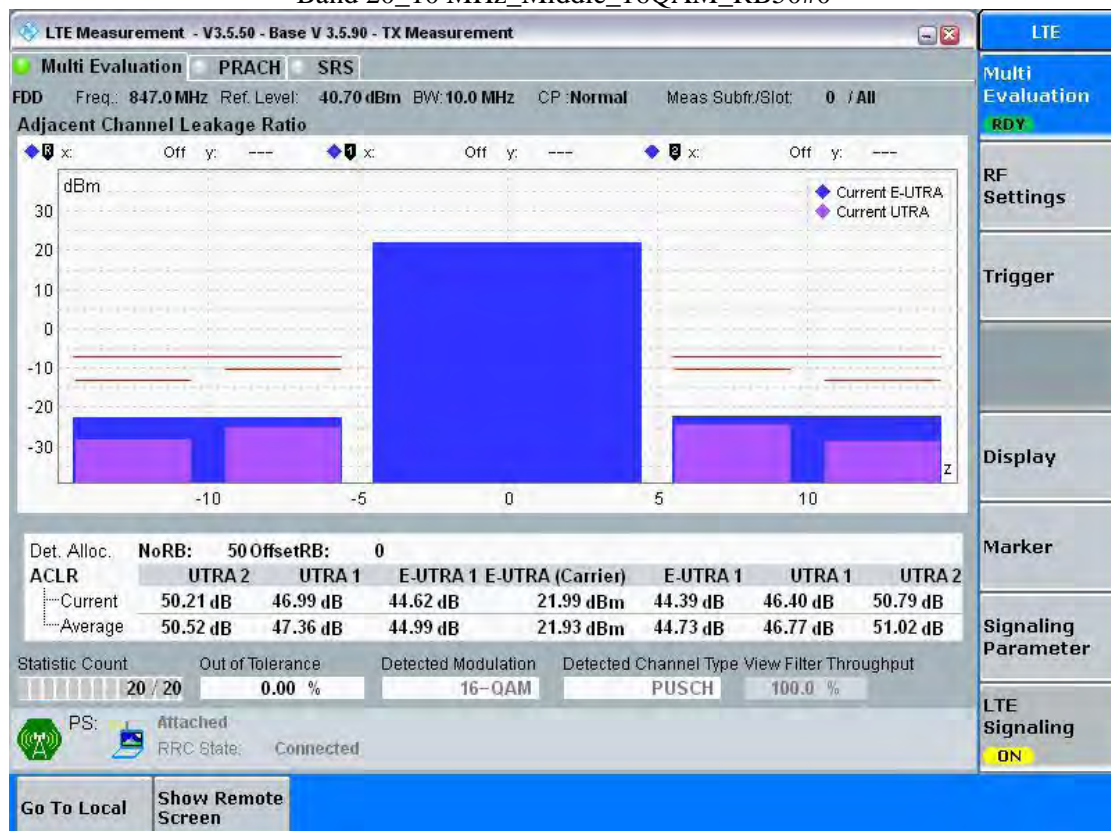 Band 20_10 MHz_Middle_16QAM_RB50#0
LTE Measurement - V3.5.50 - Base V 3.5.90 - TX Measurement
LTE
Multi Evaluation PRACH SRS
Multi Evaluation
RDY
FDD Freq.: 847.0 MHz Ref. Level: 40.70 dBm BW: 10.0 MHz CP :Normal Meas Subfr./Slot: 0 / All
Adjacent Channel Leakage Ratio
R x: Off y: --- 1 x: Off y: --- 2 x: Off y: ---
dBm
Current E-UTRA
Current UTRA
30
20
10
0
-10
-20
-30
z
-10 -5 0 5 10
RF Settings
Trigger
Display
Marker
Signaling Parameter
LTE Signaling
ON
Det. Alloc. NoRB: 50 OffsetRB: 0
ACLR UTRA 2 UTRA 1 E-UTRA 1 E-UTRA (Carrier) E-UTRA 1 UTRA 1 UTRA 2
Current 50.21 dB 46.99 dB 44.62 dB 21.99 dBm 44.39 dB 46.40 dB 50.79 dB
Average 50.52 dB 47.36 dB 44.99 dB 21.93 dBm 44.73 dB 46.77 dB 51.02 dB
Statistic Count Out of Tolerance Detected Modulation Detected Channel Type View Filter Throughput
20 / 20 0.00 % 16-QAM PUSCH 100.0 %
PS: Attached
RRC State: Connected
Go To Local
Show Remote Screen